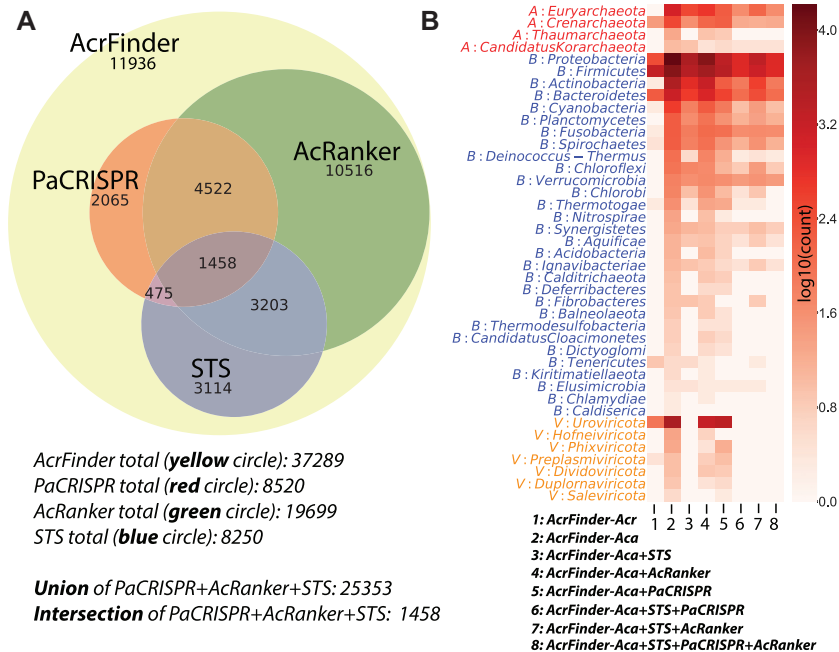 A
AcrFinder
11936
PaCRISPR
2065
4522
AcRanker
10516
1458
475
3203
STS
3114
AcrFinder total (yellow circle): 37289
PaCRISPR total (red circle): 8520
AcRanker total (green circle): 19699
STS total (blue circle): 8250
Union of PaCRISPR+AcRanker+STS: 25353
Intersection of PaCRISPR+AcRanker+STS: 1458
B
A : Euryarchaeota
A : Crenarchaeota
A : Thaumarchaeota
A : CandidatusKorarchaeota
B : Proteobacteria
B : Firmicutes
B : Actinobacteria
B : Bacteroidetes
B : Cyanobacteria
B : Planctomycetes
B : Fusobacteria
B : Spirochaetes
B : Deinococcus − Thermus
B : Chloroflexi
B : Verrucomicrobia
B : Chlorobi
B : Thermotogae
B : Nitrospirae
B : Synergistetes
B : Aquificae
B : Acidobacteria
B : Ignavibacteriae
B : Calditrichaeota
B : Deferribacteres
B : Fibrobacteres
B : Balneolaeota
B : Thermodesulfobacteria
B : CandidatusCloacimonetes
B : Dictyoglomi
B : Tenericutes
B : Kiritimatiellaeota
B : Elusimicrobia
B : Chlamydiae
B : Caldiserica
V : Uroviricota
V : Hofneiviricota
V : Phixviricota
V : Preplasmiviricota
V : Dividoviricota
V : Duplornaviricota
V : Saleviricota
1 2 3 4 5 6 7 8
4.0
3.2
2.4
1.6
0.8
0.0
log10(count)
1: AcrFinder-Acr
2: AcrFinder-Aca
3: AcrFinder-Aca+STS
4: AcrFinder-Aca+AcRanker
5: AcrFinder-Aca+PaCRISPR
6: AcrFinder-Aca+STS+PaCRISPR
7: AcrFinder-Aca+STS+AcRanker
8: AcrFinder-Aca+STS+PaCRISPR+AcRanker